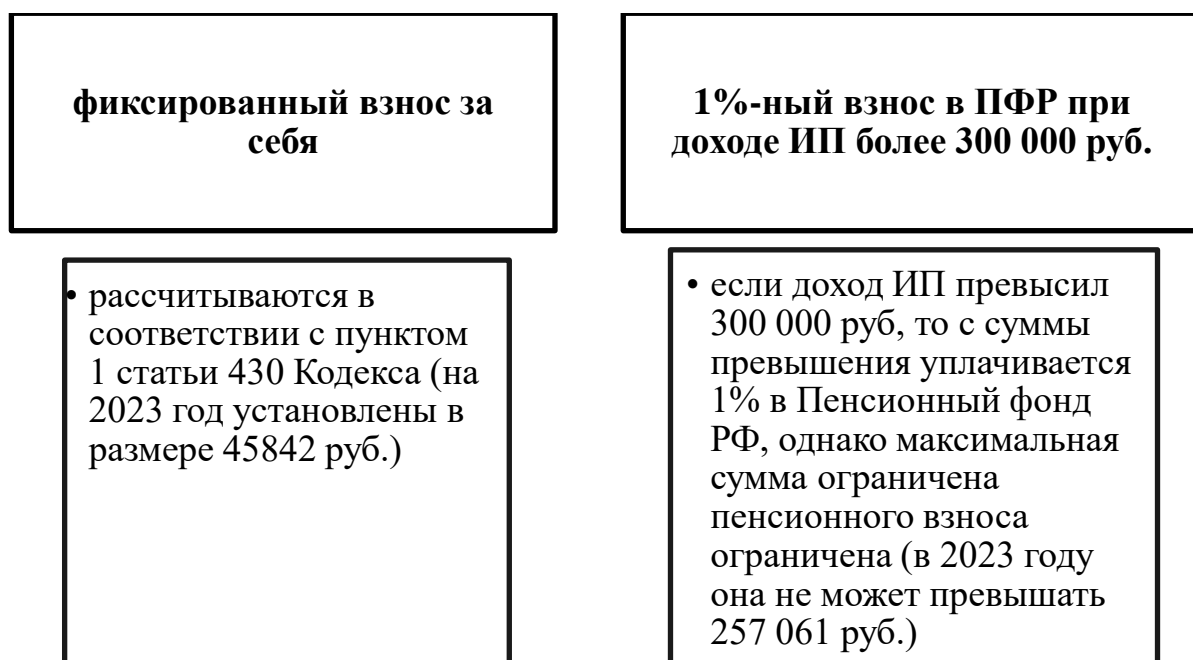 фиксированный взнос за
себя
1%-ный взнос в ПФР при
доходе ИП более 300 000 руб.
• рассчитываются в
соответствии с пунктом
1 статьи 430 Кодекса (на
2023 год установлены в
размере 45842 руб.)
• если доход ИП превысил
300 000 руб, то с суммы
превышения уплачивается
1% в Пенсионный фонд
РФ, однако максимальная
сумма ограничена
пенсионного взноса
ограничена (в 2023 году
она не может превышать
257 061 руб.)